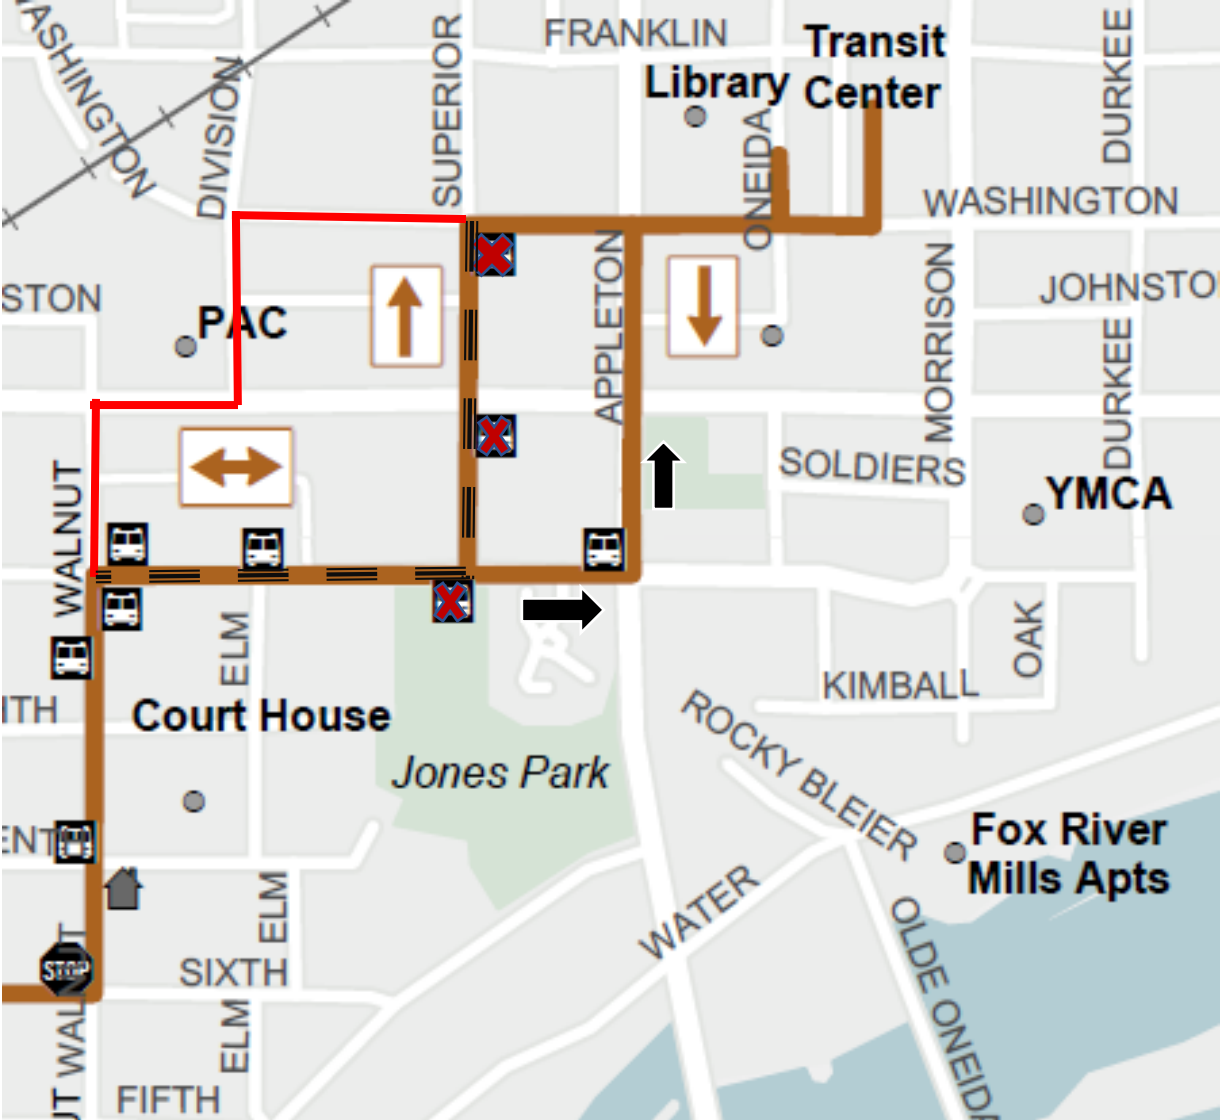 WASHINGTON
DIVISION
SUPERIOR
FRANKLIN
Transit
Center
Library
ONEIDA
DURKEE
WASHINGTON
STON
PAC
APPLETON
MORRISON
JOHNSTO
DURKEE
WALNUT
SOLDIERS
YMCA
ELM
OAK
KIMBALL
ITH
Court House
Jones Park
ROCKY BLEIER
ENT
Fox River
Mills Apts
ELM
WATER
OLDE ONEIDA
STOP
WALNUT
SIXTH
ELM
UT
FIFTH